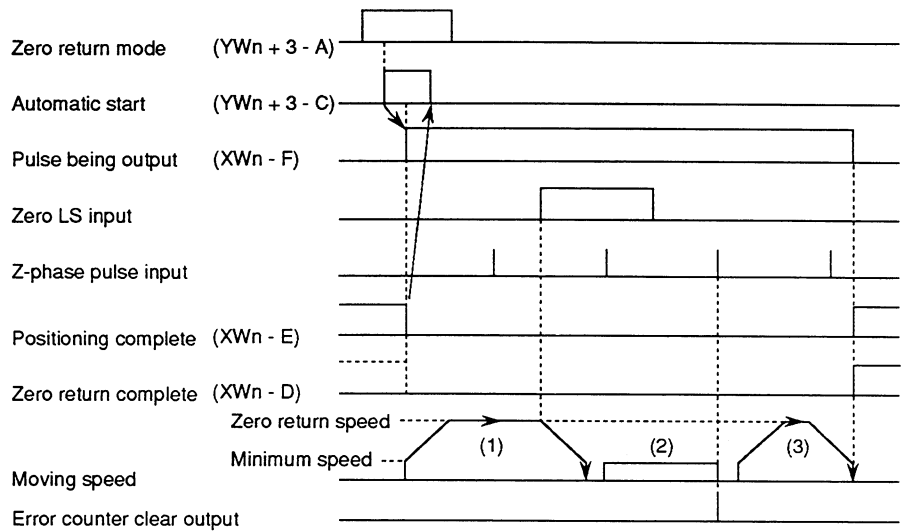 Zero return mode (YWn + 3 - A)
Automatic start (YWn + 3 - C)
Pulse being output (XWn - F)
Zero LS input
Z-phase pulse input
Positioning complete (XWn - E)
Zero return complete (XWn - D)
Zero return speed
(1) (2) (3)
Minimum speed
Moving speed
Error counter clear output